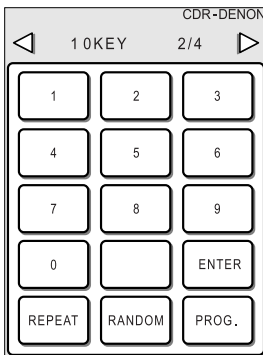 CDR-DENON
10KEY 2/4
1 2 3
4 5 6
7 8 9
0 ENTER
REPEAT RANDOM PROG.